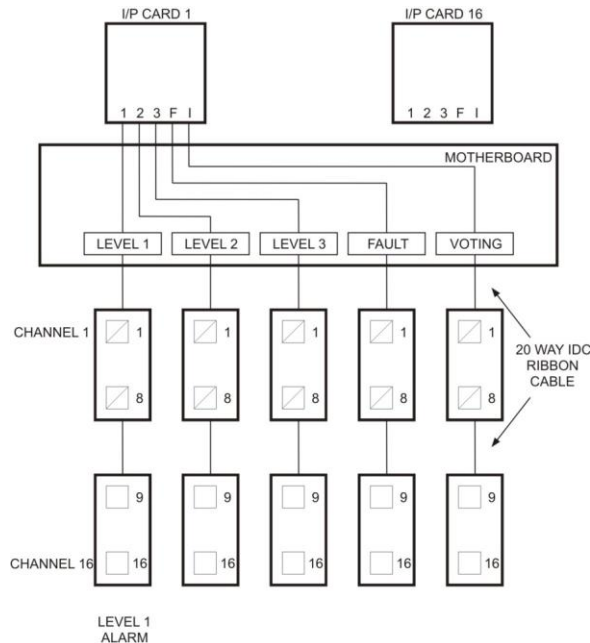 I/P CARD 1
I/P CARD 16
1 2 3 F I
1 2 3 F I
MOTHERBOARD
LEVEL 1
LEVEL 2
LEVEL 3
FAULT
VOTING
CHANNEL 1
1
1
1
1
1
20 WAY IDC
RIBBON
CABLE
8
8
8
8
8
9
9
9
9
9
CHANNEL 16
16
16
16
16
16
LEVEL 1
ALARM